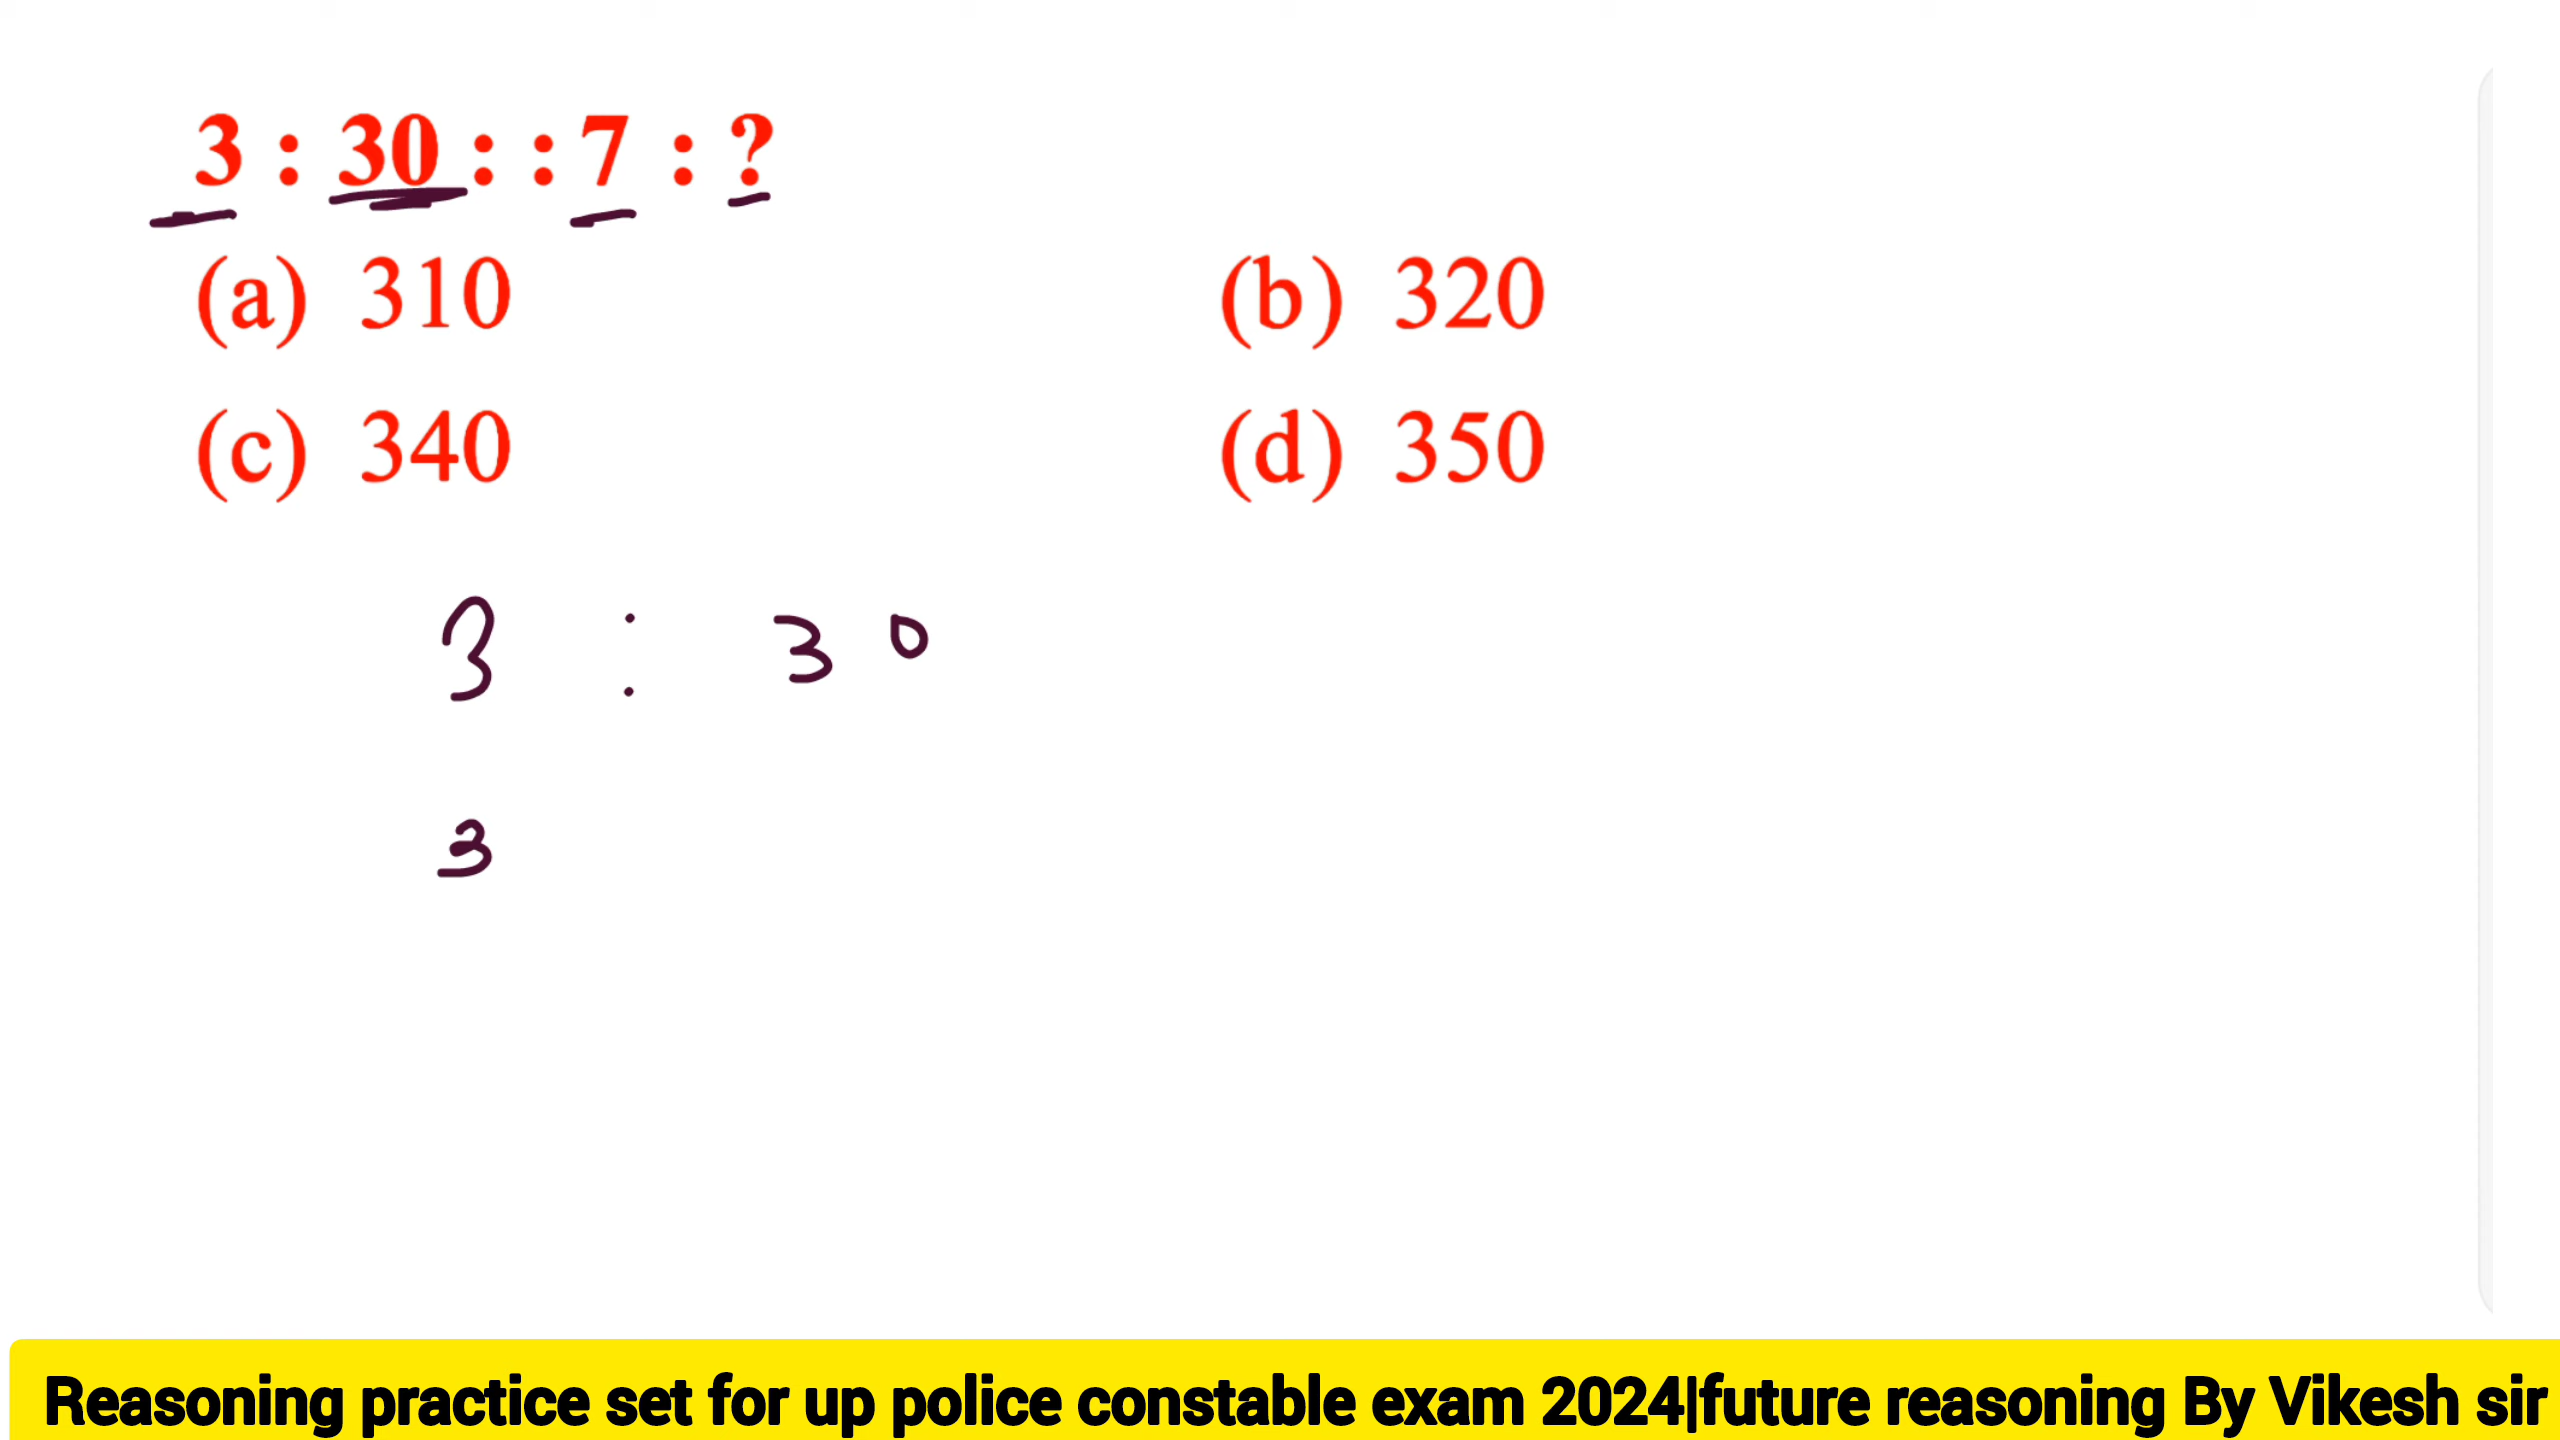 3 : 30 : : 7 : ?
(a) 310 (b) 320
(c) 340 (d) 350
3 : 30
3
Reasoning practice set for up police constable exam 2024|future reasoning By Vikesh sir